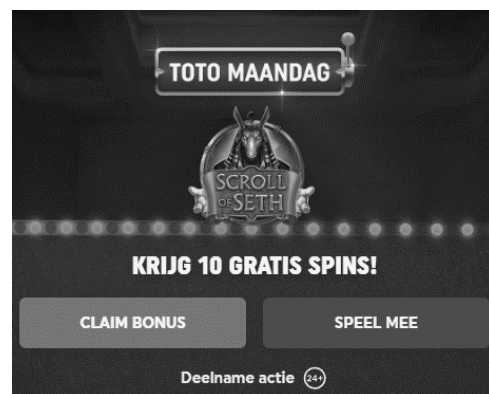 TOTO MAANDAG
SCROLL
OF SETH
KRIJG 10 GRATIS SPINS!
CLAIM BONUS
SPEEL MEE
Deelname actie 24+